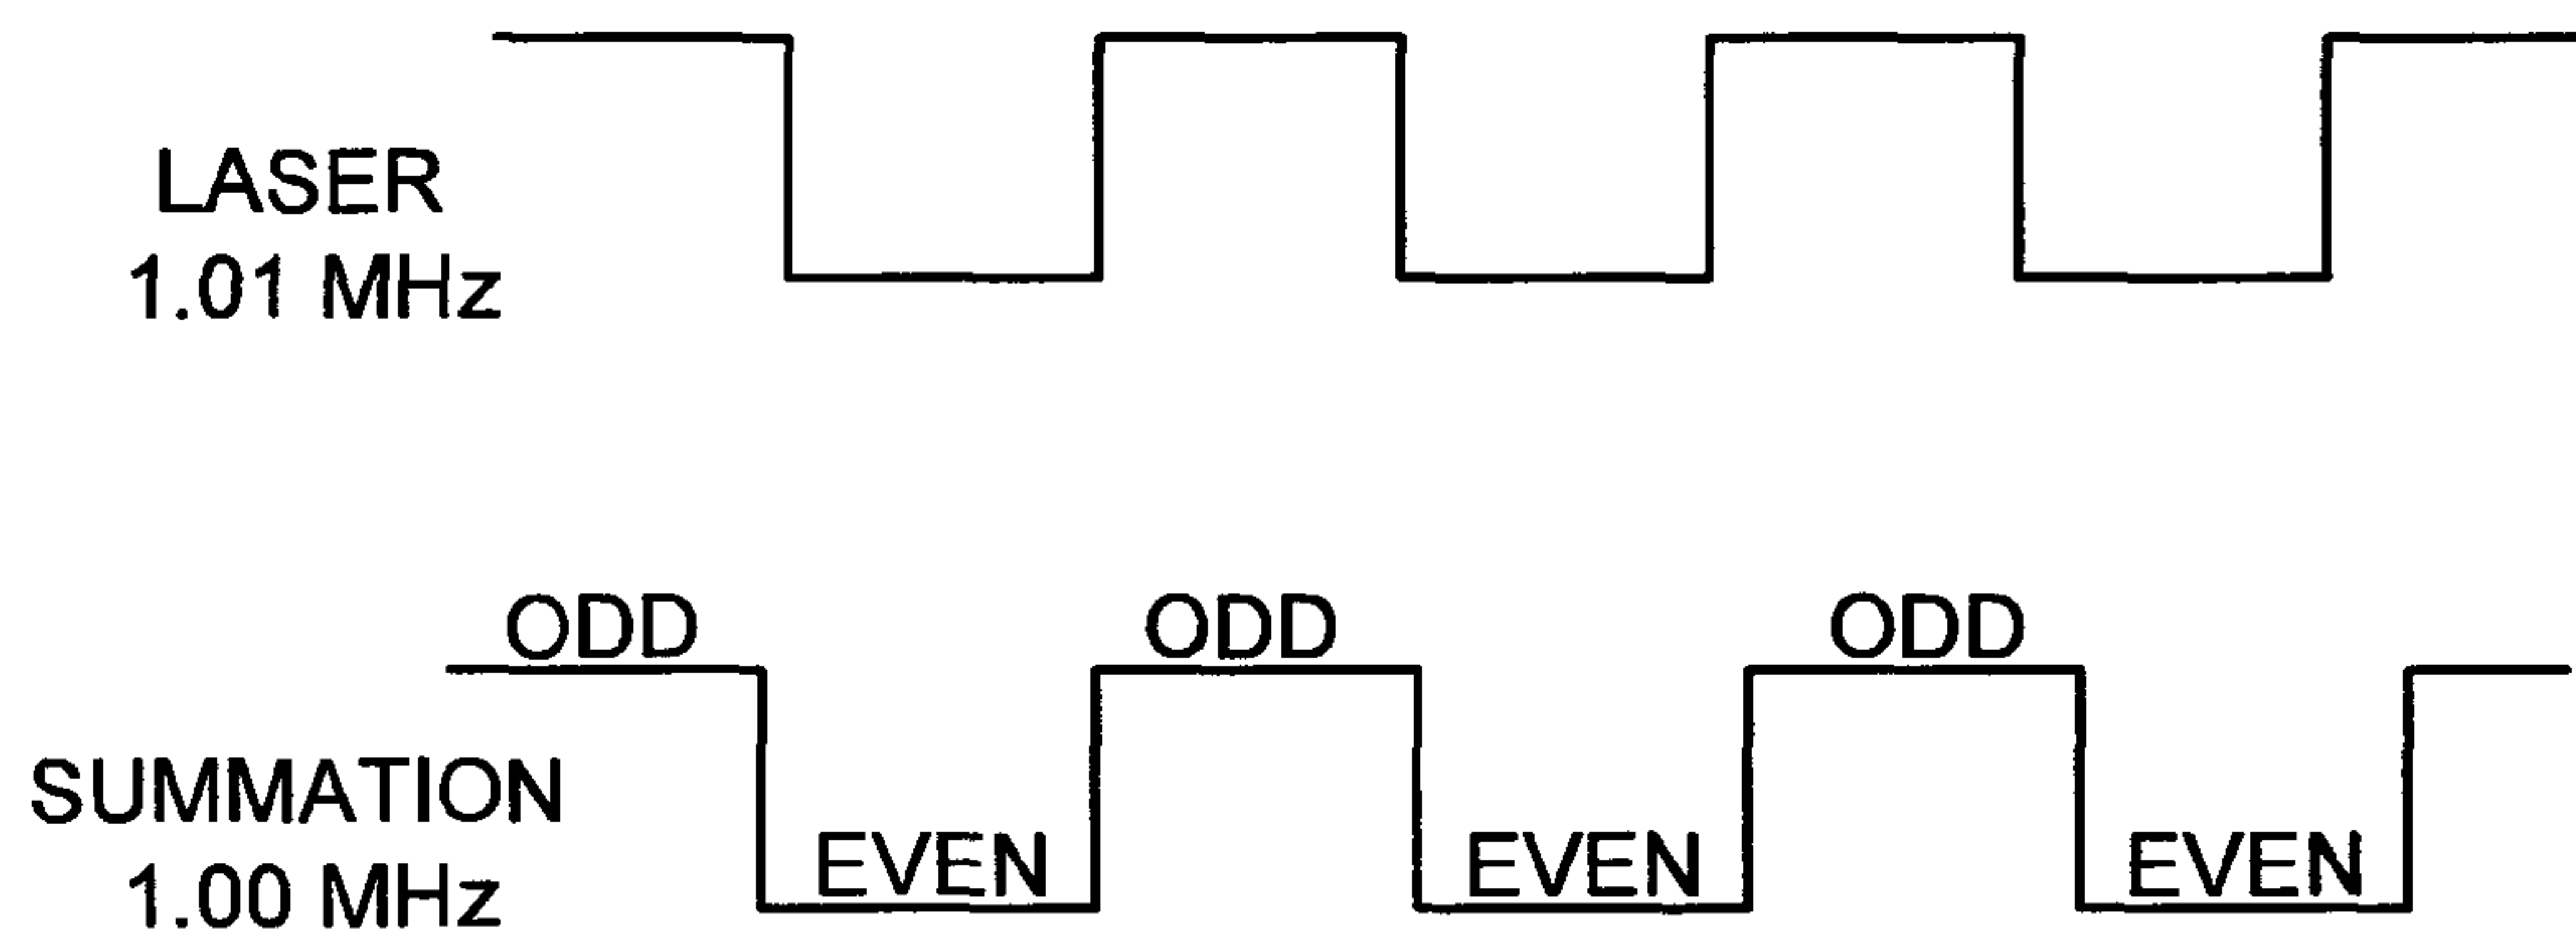 LASER
1.01 MHz
ODD ODD ODD
SUMMATION
1.00 MHz
EVEN EVEN EVEN